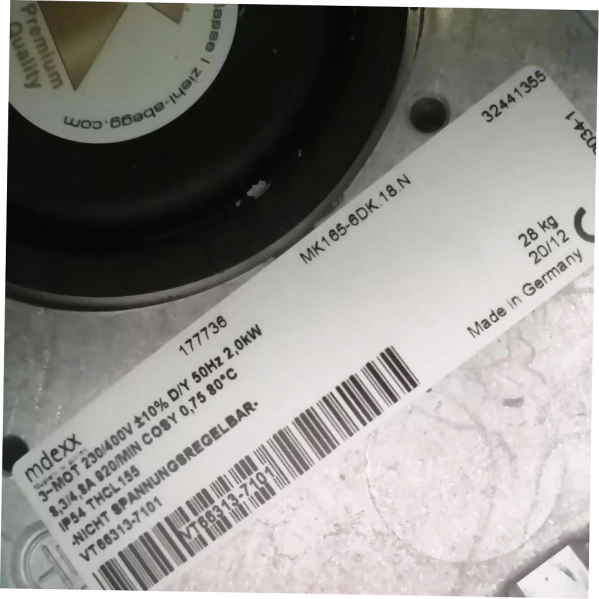 Premium
Quality
ziehl-abegg.com
32441355
MK165-6DK.18.N
28 kg
20/12
Made in Germany
177736
mdexx
3~MOT 230/400V ±10% D/Y 50Hz 2,0kW
8,3/4,8A 920/MIN COSY 0,75 80°C
IP54 THCL155
-NICHT SPANNUNGSREGELBAR-
VT66313-7101
VT66313-7101